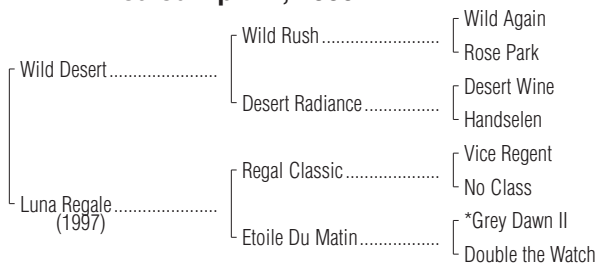 Wild Again
Wild Rush........................
Rose Park
Wild Desert......................
Desert Wine
Desert Radiance...............
Handselen
Vice Regent
Regal Classic...................
No Class
Luna Regale.....................
(1997)
*Grey Dawn II
Etoile Du Matin................
Double the Watch